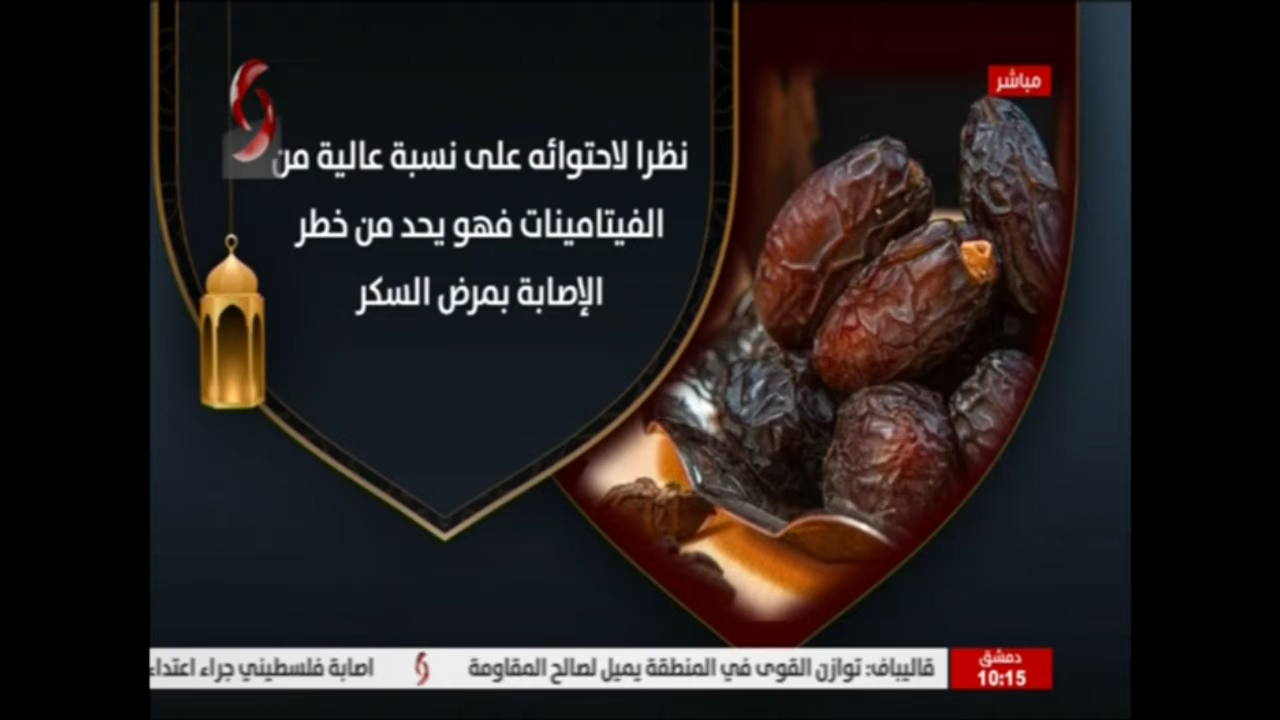 مباشر
نظرا لاحتوائه على نسبة عالية من
الفيتامينات فهو يحد من خطر
الإصابة بمرض السكر
دمشق
10:15
قاليباف: توازن القوى في المنطقة يميل لصالح المقاومة
اصابة فلسطيني جراء اعتداء